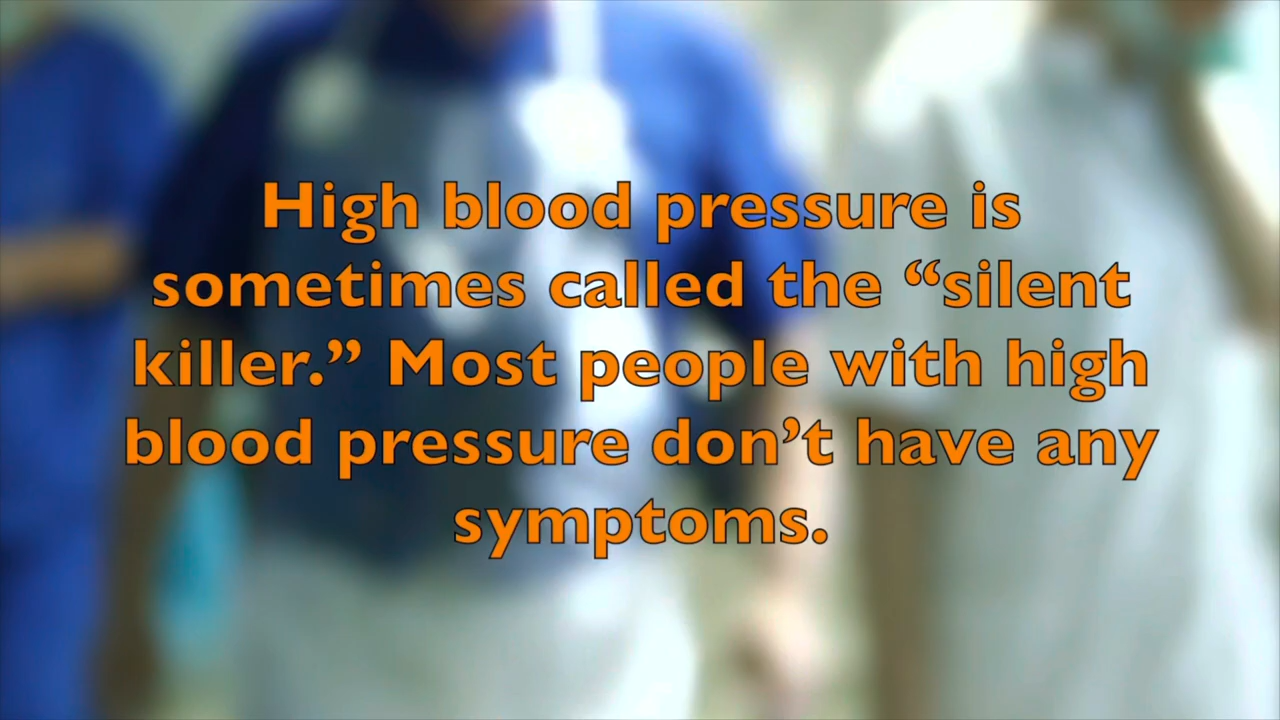 High blood pressure is
sometimes called the “silent
killer.” Most people with high
blood pressure don’t have any
symptoms.